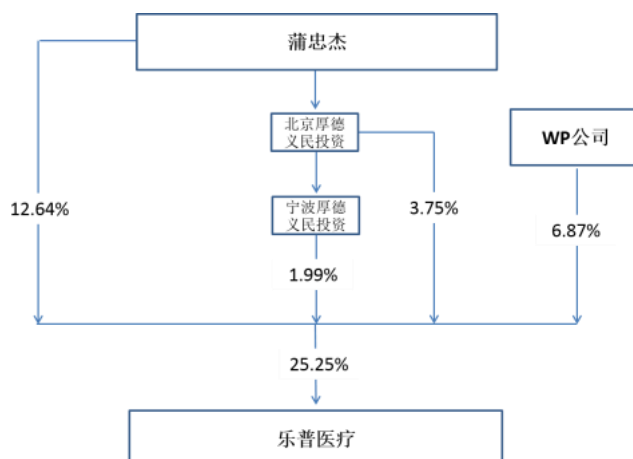 蒲忠杰
北京厚德
义民投资
WP公司
12.64%
宁波厚德
义民投资
3.75%
6.87%
1.99%
25.25%
乐普医疗